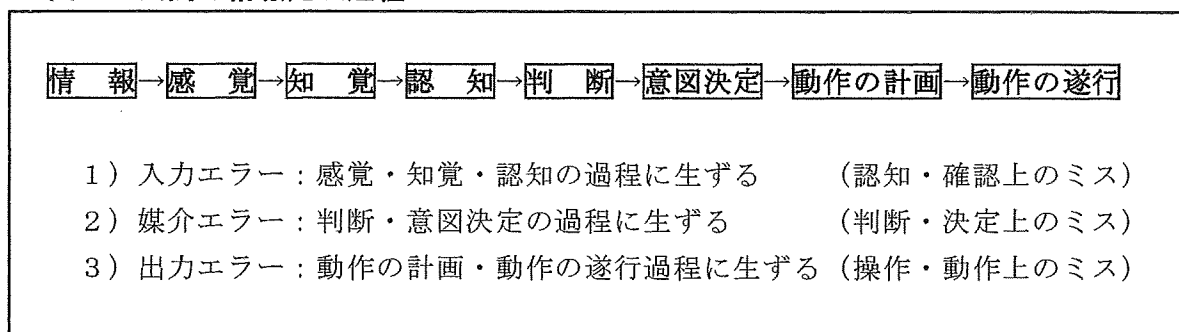 情　報→感　覚→知　覚→認　知→判　断→意図決定→動作の計画→動作の遂行
1）入力エラー：感覚・知覚・認知の過程に生ずる　　（認知・確認上のミス）
2）媒介エラー：判断・意図決定の過程に生ずる　　　（判断・決定上のミス）
3）出力エラー：動作の計画・動作の遂行過程に生ずる（操作・動作上のミス）